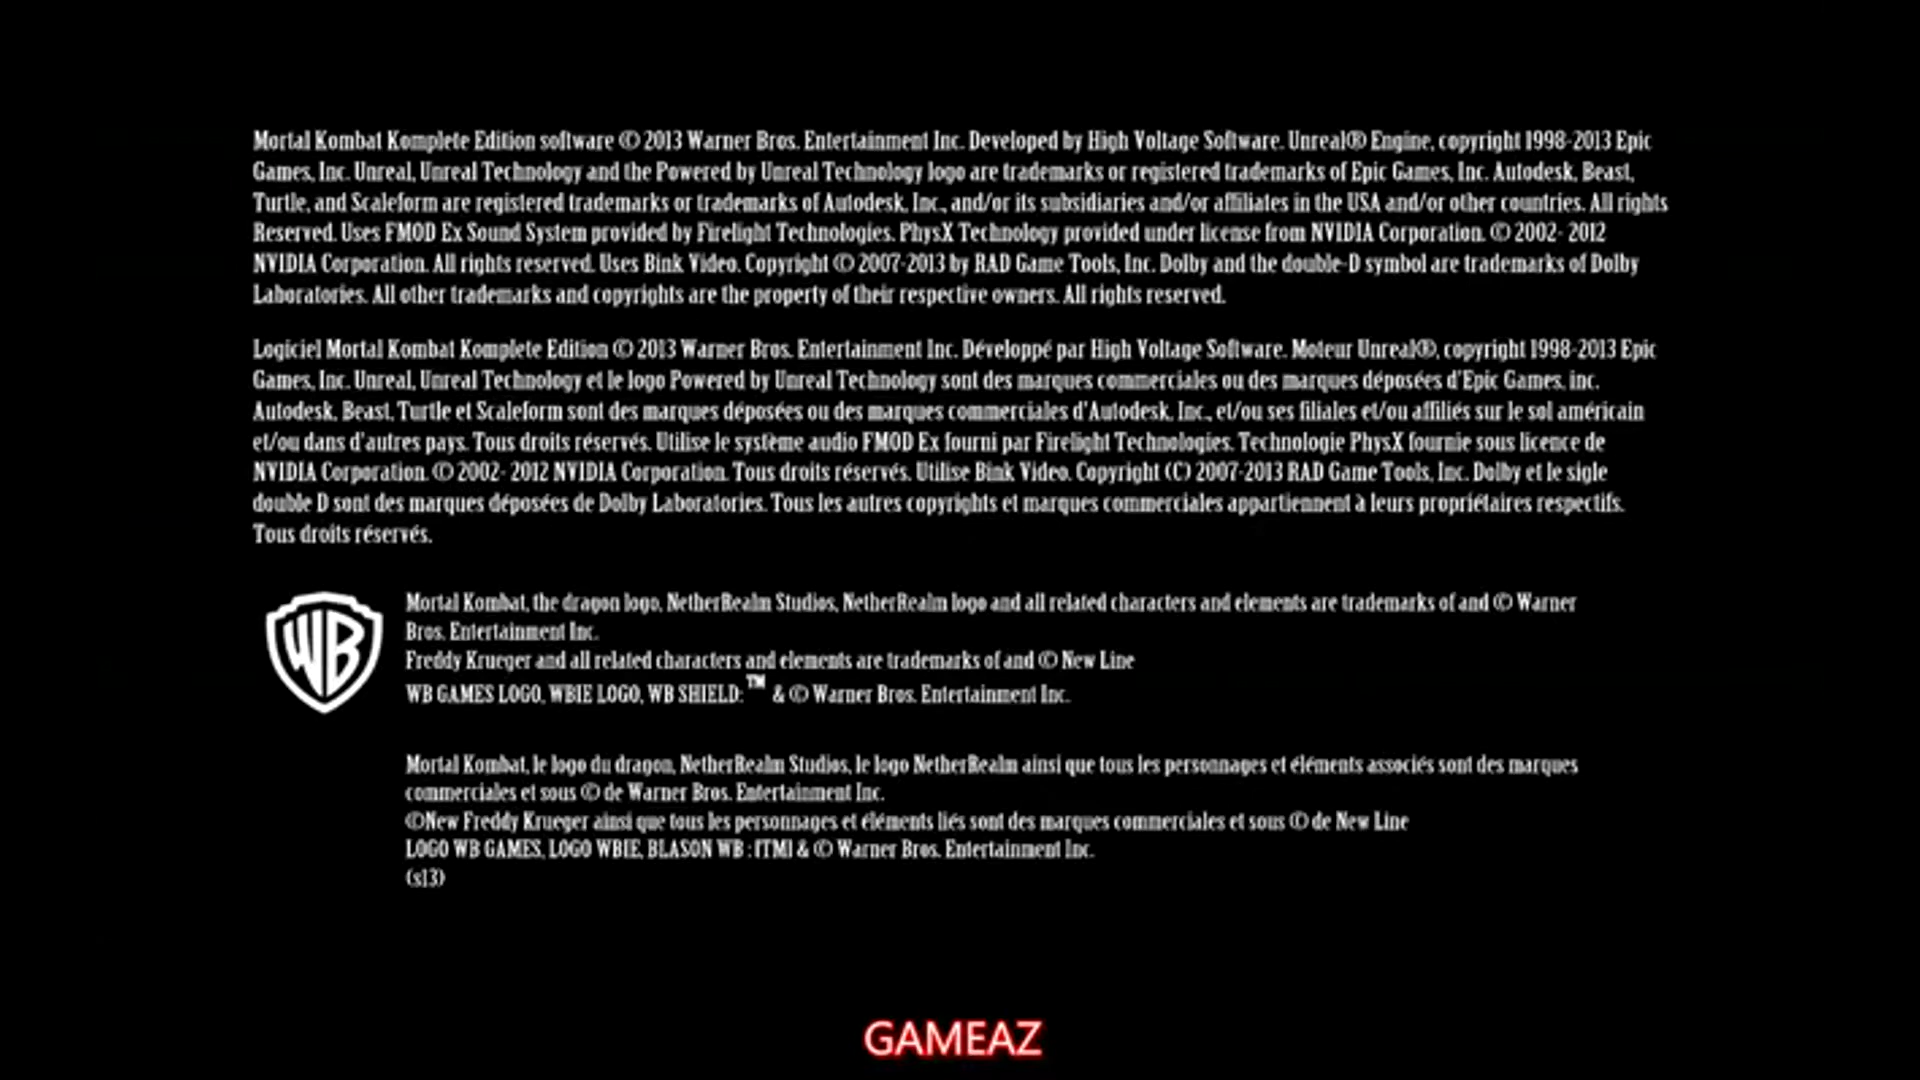 Mortal Kombat Komplete Edition software © 2013 Warner Bros. Entertainment Inc. Developed by High Voltage Software. Unreal® Engine, copyright 1998-2013 Epic
Games, Inc. Unreal, Unreal Technology and the Powered by Unreal Technology logo are trademarks or registered trademarks of Epic Games, Inc. Autodesk, Beast,
Turtle, and Scaleform are registered trademarks or trademarks of Autodesk, Inc., and/or its subsidiaries and/or affiliates in the USA and/or other countries. All rights
Reserved. Uses FMOD Ex Sound System provided by Firelight Technologies. PhysX Technology provided under license from NVIDIA Corporation. © 2002- 2012
NVIDIA Corporation. All rights reserved. Uses Bink Video. Copyright © 2007-2013 by RAD Game Tools, Inc. Dolby and the double-D symbol are trademarks of Dolby
Laboratories. All other trademarks and copyrights are the property of their respective owners. All rights reserved.
Logiciel Mortal Kombat Komplete Edition © 2013 Warner Bros. Entertainment Inc. Développé par High Voltage Software. Moteur Unreal®, copyright 1998-2013 Epic
Games, Inc. Unreal, Unreal Technology et le logo Powered by Unreal Technology sont des marques commerciales ou des marques déposées d'Epic Games, inc.
Autodesk, Beast, Turtle et Scaleform sont des marques déposées ou des marques commerciales d'Autodesk, Inc., et/ou ses filiales et/ou affiliés sur le sol américain
et/ou dans d'autres pays. Tous droits réservés. Utilise le système audio FMOD Ex fourni par Firelight Technologies. Technologie PhysX fournie sous licence de
NVIDIA Corporation. © 2002- 2012 NVIDIA Corporation. Tous droits réservés. Utilise Bink Video. Copyright (C) 2007-2013 RAD Game Tools, Inc. Dolby et le sigle
double D sont des marques déposées de Dolby Laboratories. Tous les autres copyrights et marques commerciales appartiennent à leurs propriétaires respectifs.
Tous droits réservés.
WB
Mortal Kombat, the dragon logo, NetherRealm Studios, NetherRealm logo and all related characters and elements are trademarks of and © Warner
Bros. Entertainment Inc.
Freddy Krueger and all related characters and elements are trademarks of and © New Line
WB GAMES LOGO, WBIE LOGO, WB SHIELD: ™ & © Warner Bros. Entertainment Inc.
Mortal Kombat, le logo du dragon, NetherRealm Studios, le logo NetherRealm ainsi que tous les personnages et éléments associés sont des marques
commerciales et sous © de Warner Bros. Entertainment Inc.
©New Freddy Krueger ainsi que tous les personnages et éléments liés sont des marques commerciales et sous © de New Line
LOGO WB GAMES, LOGO WBIE, BLASON WB : [TM] & © Warner Bros. Entertainment Inc.
(s13)
GAMEAZ